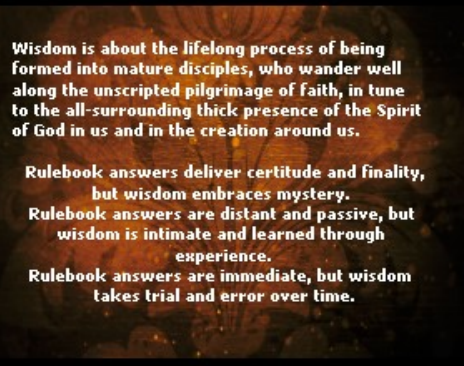 Wisdom is about the lifelong process of being
formed into mature disciples, who wander well
along the unscripted pilgrimage of faith, in tune
to the all-surrounding thick presence of the Spirit
of God in us and in the creation around us.
Rulebook answers deliver certitude and finality,
but wisdom embraces mystery.
Rulebook answers are distant and passive, but
wisdom is intimate and learned through
experience.
Rulebook answers are immediate, but wisdom
takes trial and error over time.